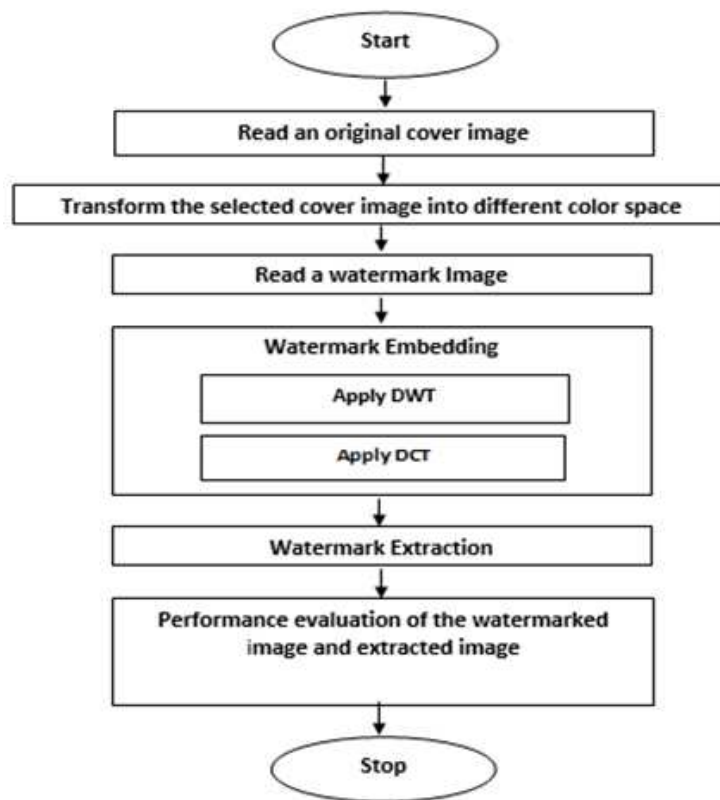 Start
Read an original cover image
Transform the selected cover image into different color space
Read a watermark Image
Watermark Embedding
Apply DWT
Apply DCT
Watermark Extraction
Performance evaluation of the watermarked
image and extracted image
Stop